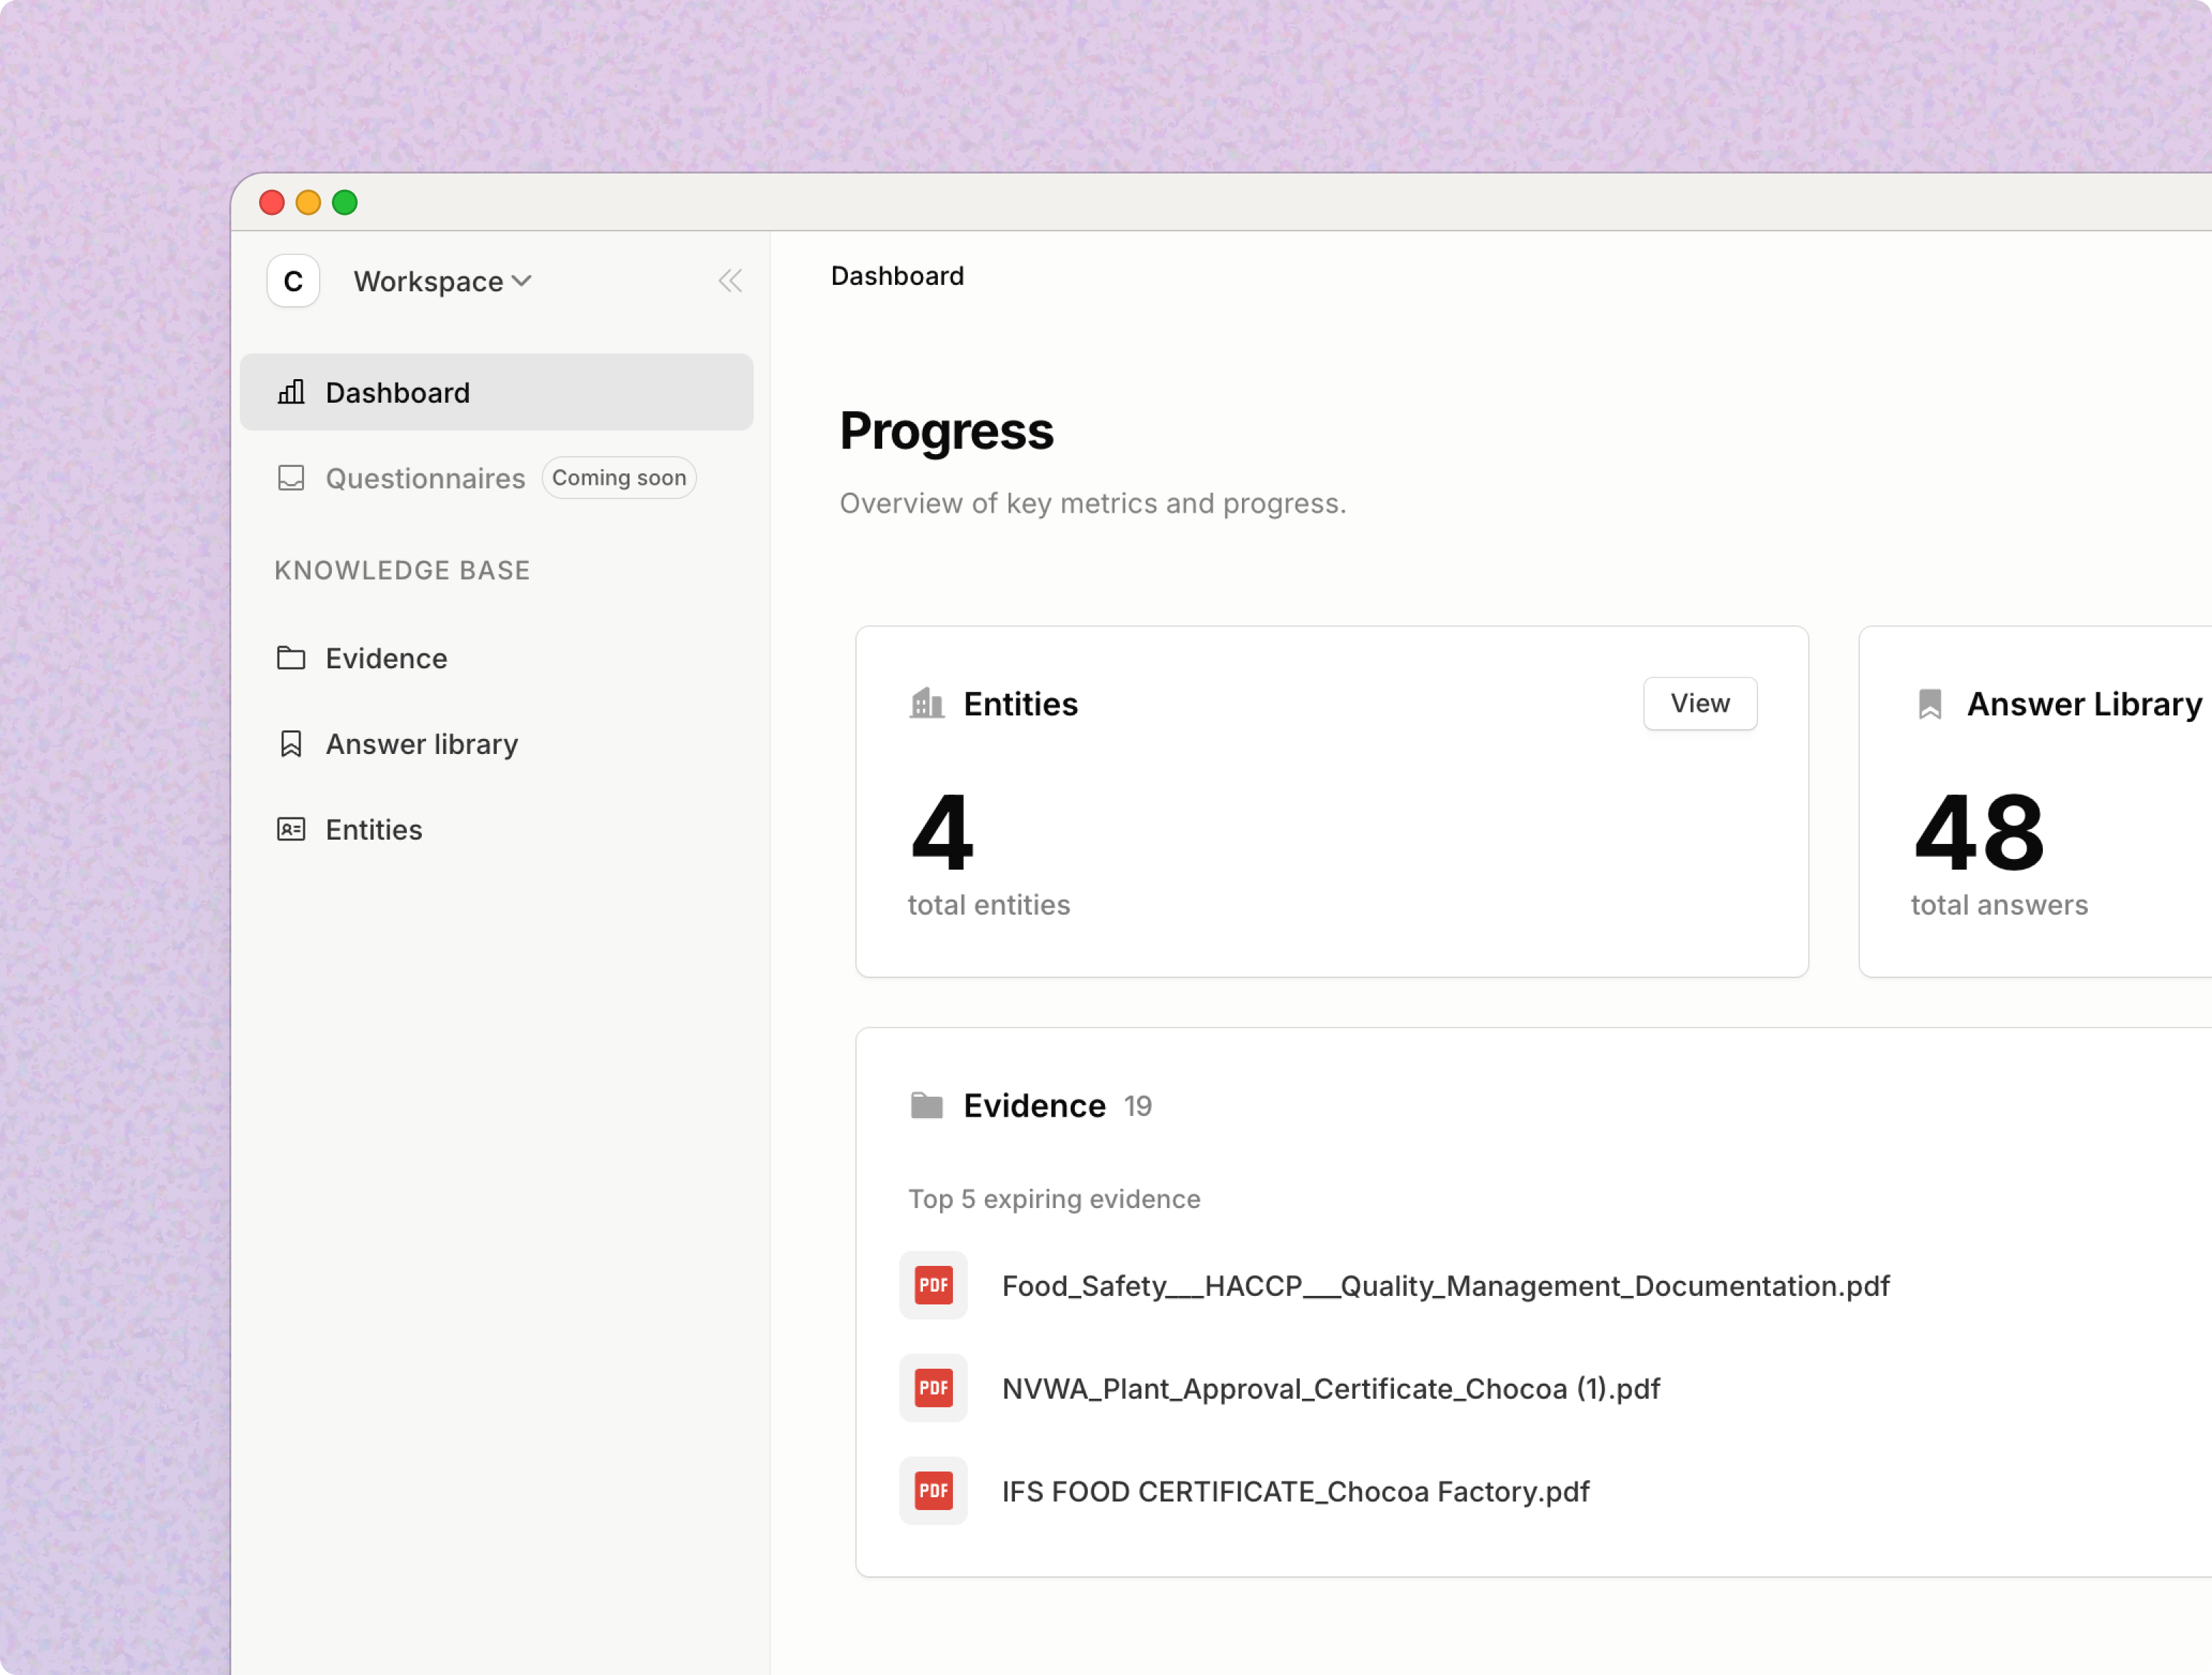 C Workspace
Dashboard
Questionnaires Coming soon
KNOWLEDGE BASE
Evidence
Answer library
Entities
Dashboard
Progress
Overview of key metrics and progress.
Entities View
4
total entities
Answer Library
48
total answers
Evidence 19
Top 5 expiring evidence
PDF Food_Safety___HACCP___Quality_Management_Documentation.pdf
PDF NVWA_Plant_Approval_Certificate_Chocoa (1).pdf
PDF IFS FOOD CERTIFICATE_Chocoa Factory.pdf